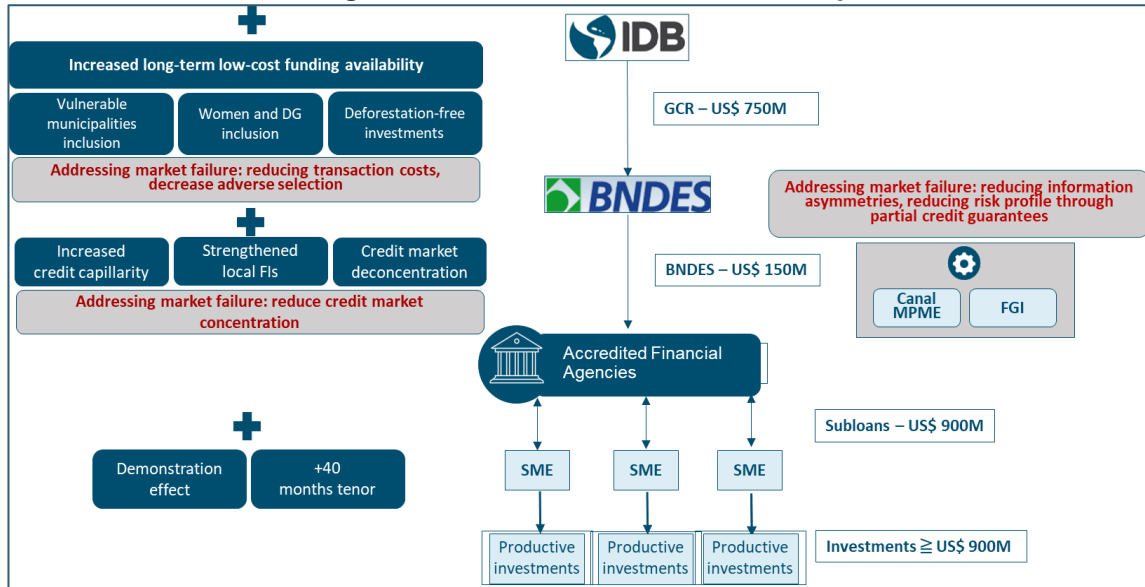 IDB
Increased long-term low-cost funding availability
Vulnerable
municipalities
inclusion
Women and DG
inclusion
Deforestation-free
investments
GCR – US$ 750M
Addressing market failure: reducing transaction costs,
decrease adverse selection
BNDES
Addressing market failure: reducing information
asymmetries, reducing risk profile through
partial credit guarantees
Increased
credit capillarity
Strengthened
local FIs
Credit market
deconcentration
BNDES – US$ 150M
Addressing market failure: reduce credit market
concentration
Canal
MPME
FGI
Accredited Financial
Agencies
Subloans – US$ 900M
Demonstration
effect
+40
months tenor
SME
SME
SME
Productive
investments
Productive
investments
Productive
investments
Investments ≧ US$ 900M